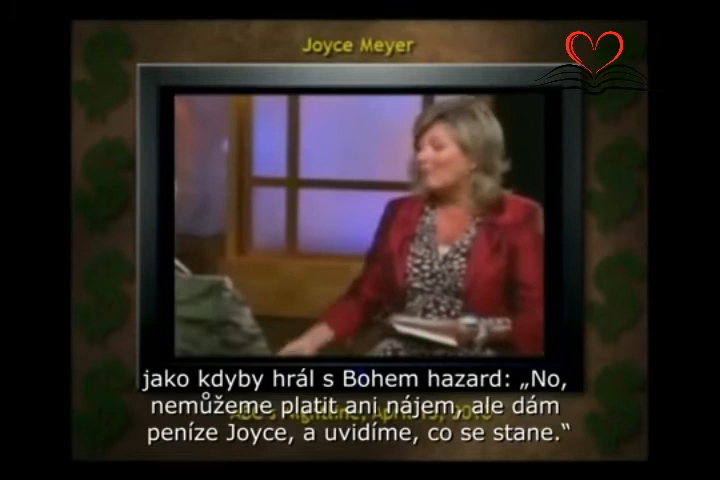 Joyce Meyer
jako kdyby hrál s Bohem hazard: „No,
nemůžeme platit ani nájem, ale dám
peníze Joyce, a uvidíme, co se stane.“